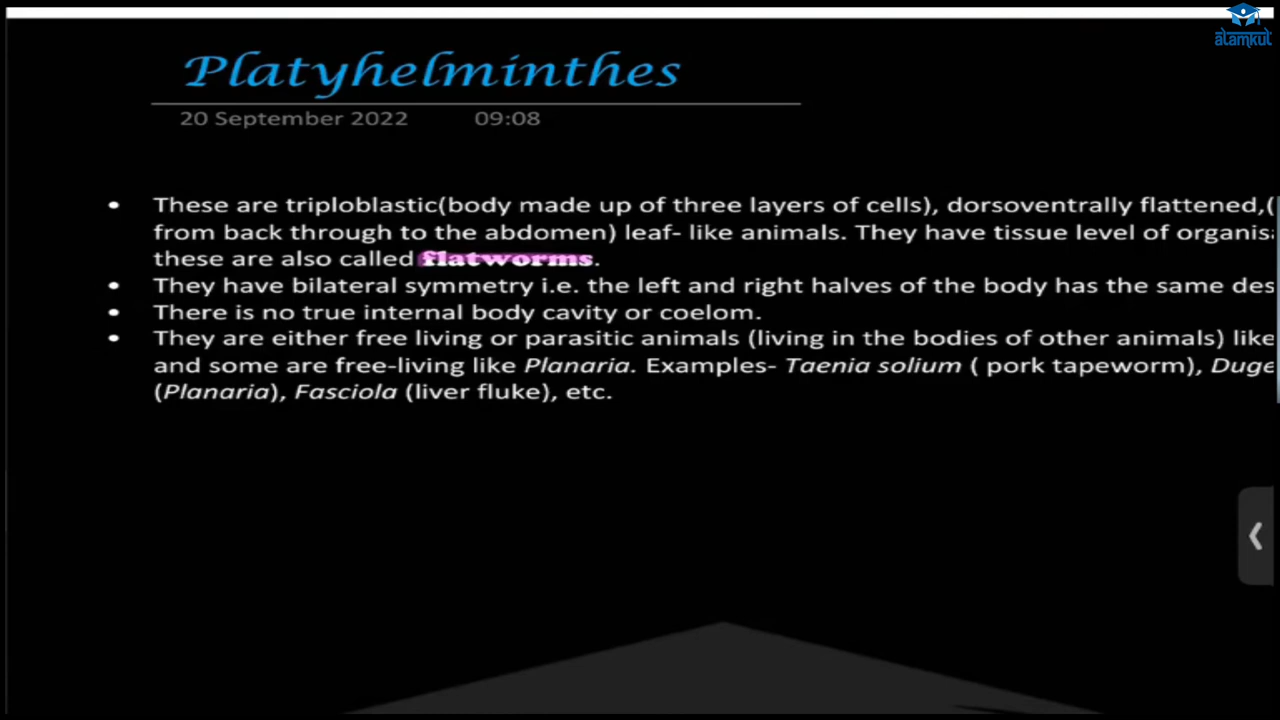 alamkul
Platyhelminthes
20 September 2022 09:08
• These are triploblastic(body made up of three layers of cells), dorsoventrally flattened,(
from back through to the abdomen) leaf- like animals. They have tissue level of organis
these are also called flatworms.
• They have bilateral symmetry i.e. the left and right halves of the body has the same des
• There is no true internal body cavity or coelom.
• They are either free living or parasitic animals (living in the bodies of other animals) like
and some are free-living like Planaria. Examples- Taenia solium ( pork tapeworm), Duge
(Planaria), Fasciola (liver fluke), etc.